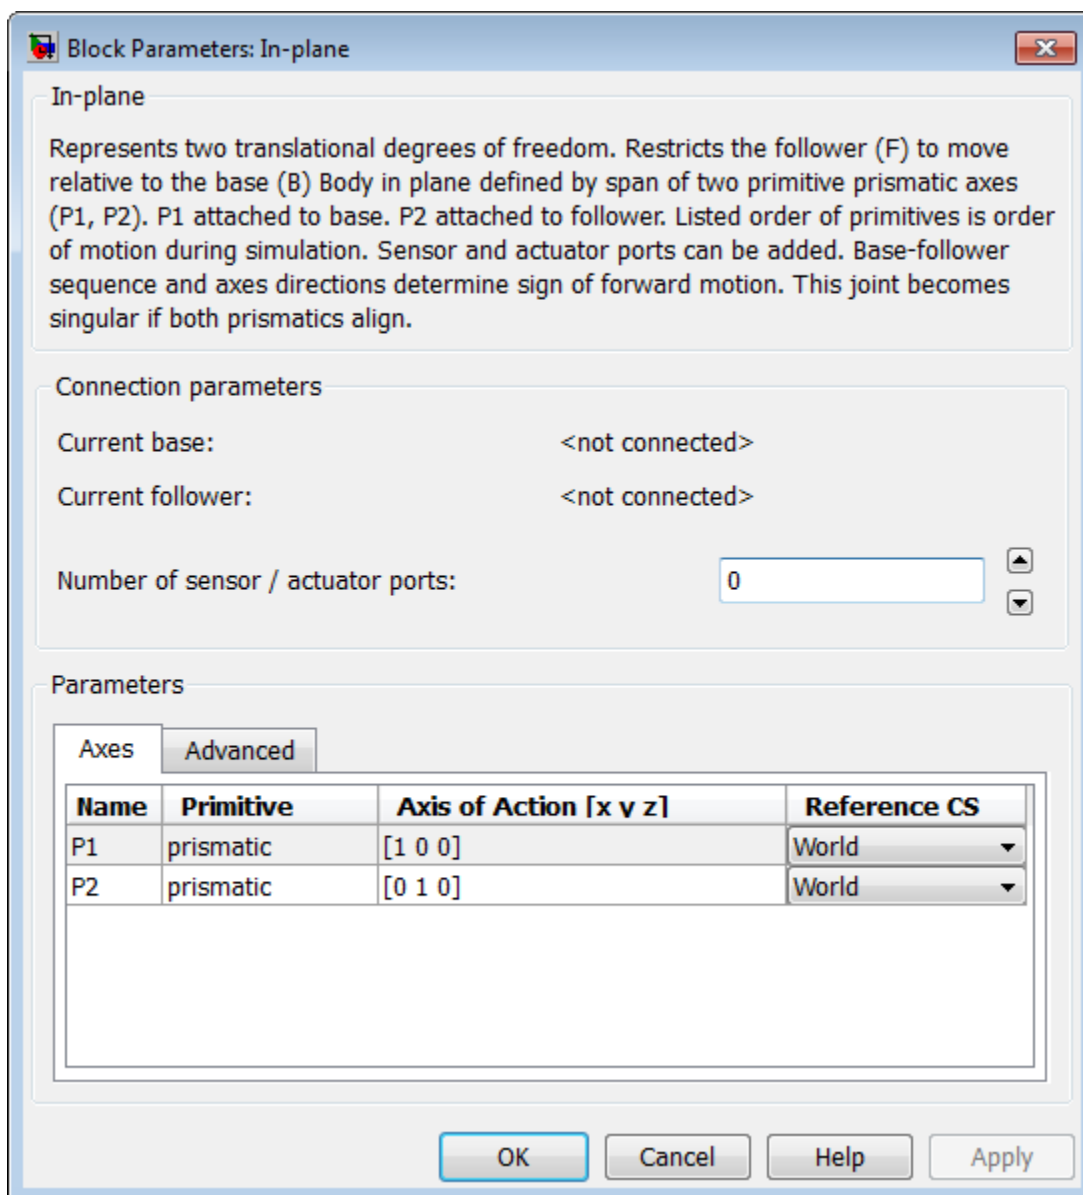 Block Parameters: In-plane
In-plane
Represents two translational degrees of freedom. Restricts the follower (F) to move
relative to the base (B) Body in plane defined by span of two primitive prismatic axes
(P1, P2). P1 attached to base. P2 attached to follower. Listed order of primitives is order
of motion during simulation. Sensor and actuator ports can be added. Base-follower
sequence and axes directions determine sign of forward motion. This joint becomes
singular if both prismatics align.
Connection parameters
Current base: <not connected>
Current follower: <not connected>
Number of sensor / actuator ports: 0
Parameters
Axes Advanced
Name Primitive Axis of Action [x y z] Reference CS
P1 prismatic [1 0 0] World
P2 prismatic [0 1 0] World
OK Cancel Help Apply